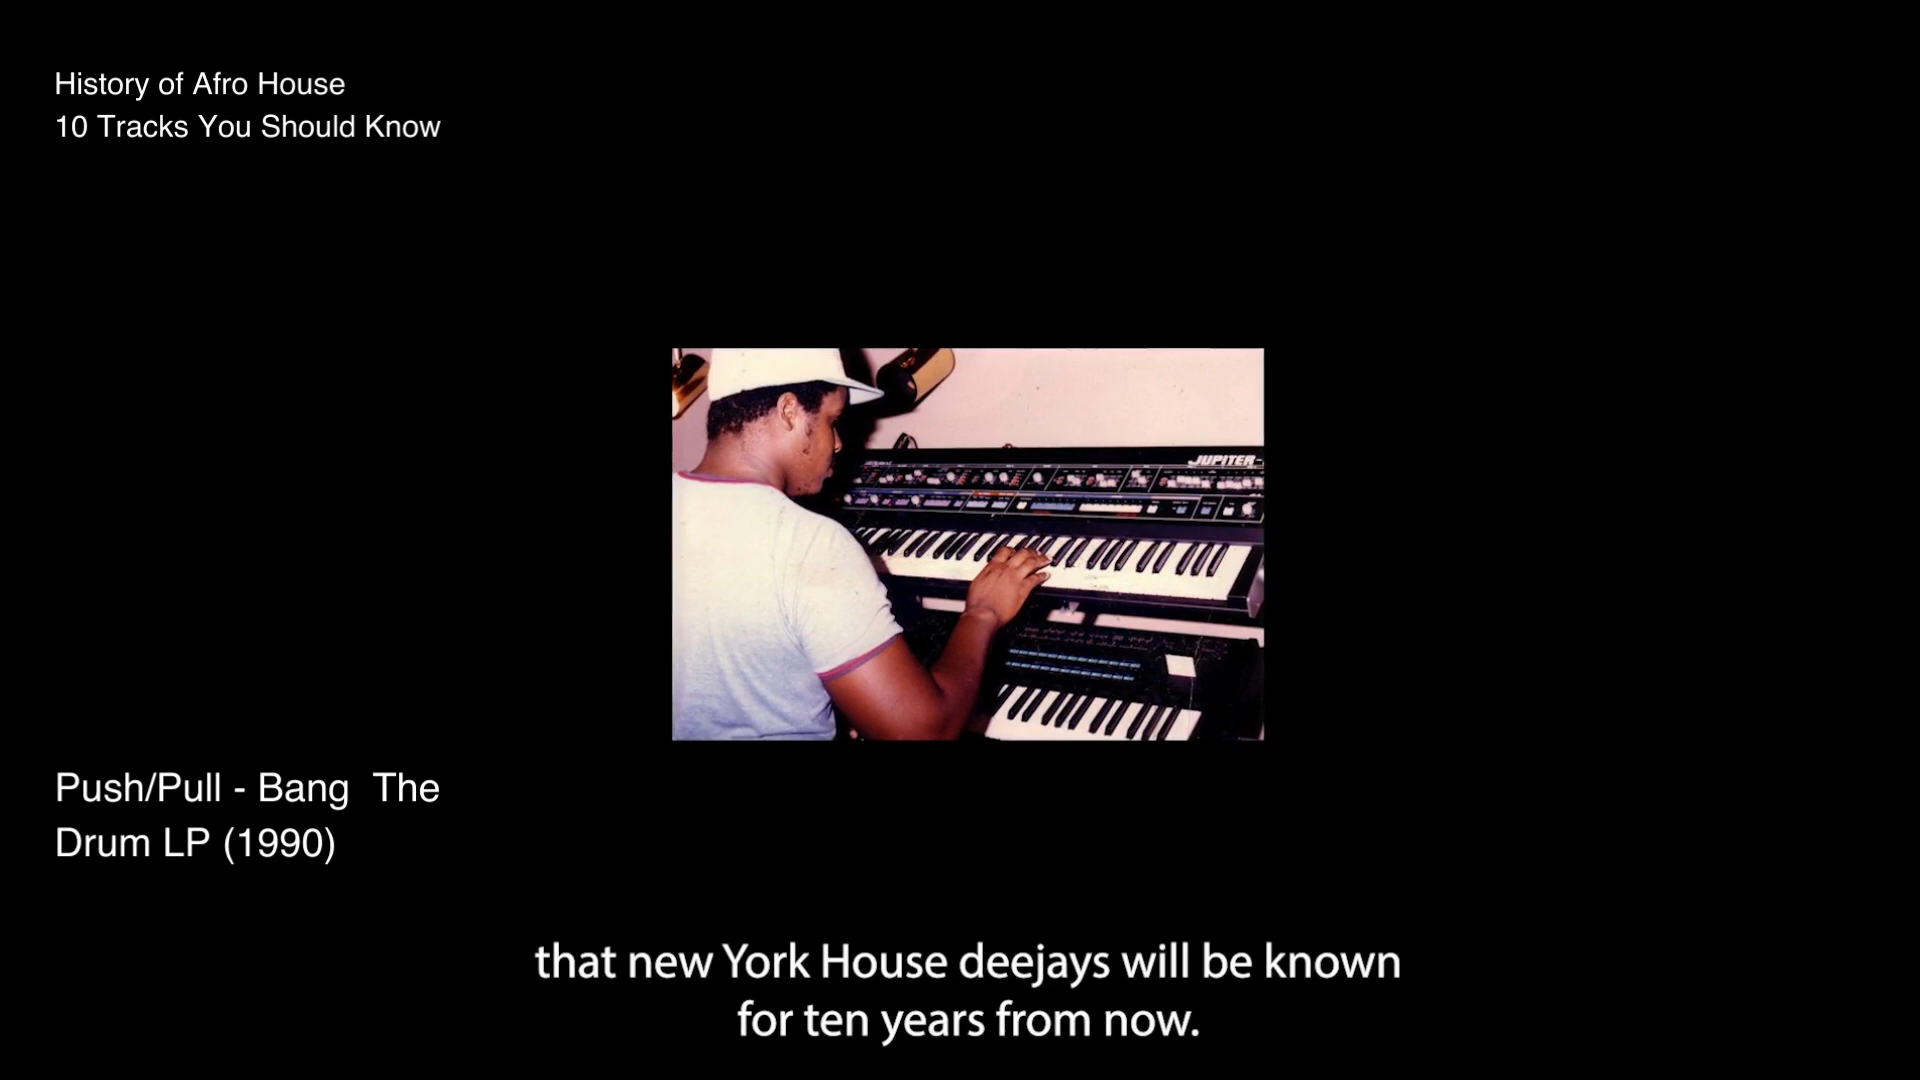 History of Afro House
10 Tracks You Should Know
JUPITER-
Push/Pull - Bang  The
Drum LP (1990)
that new York House deejays will be known
for ten years from now.